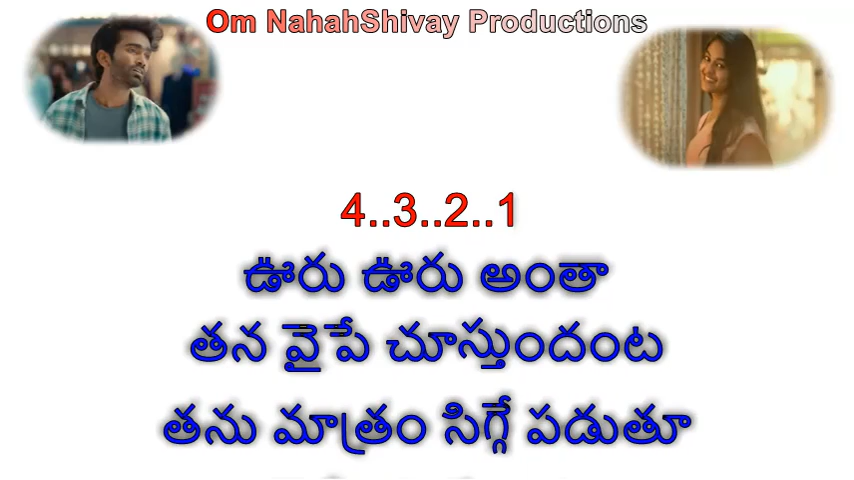 Om NahahShivay Productions
4..3..2..1
ఊరు ఊరు అంతా
తన వైపే చూస్తుందంట
తను మాత్రం సిగ్గే పడుతూ